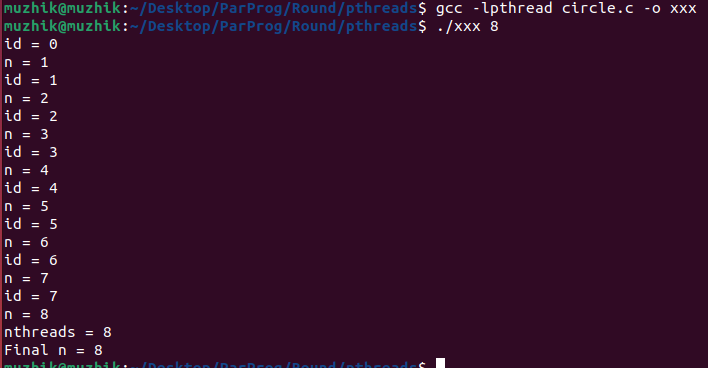 muzhik@muzhik:~/Desktop/ParProg/Round/pthreads$ gcc -lpthread circle.c -o xxx
muzhik@muzhik:~/Desktop/ParProg/Round/pthreads$ ./xxx 8
id = 0
n = 1
id = 1
n = 2
id = 2
n = 3
id = 3
n = 4
id = 4
n = 5
id = 5
n = 6
id = 6
n = 7
id = 7
n = 8
nthreads = 8
Final n = 8
muzhik@muzhik:~/Desktop/ParProg/Round/pthreads$